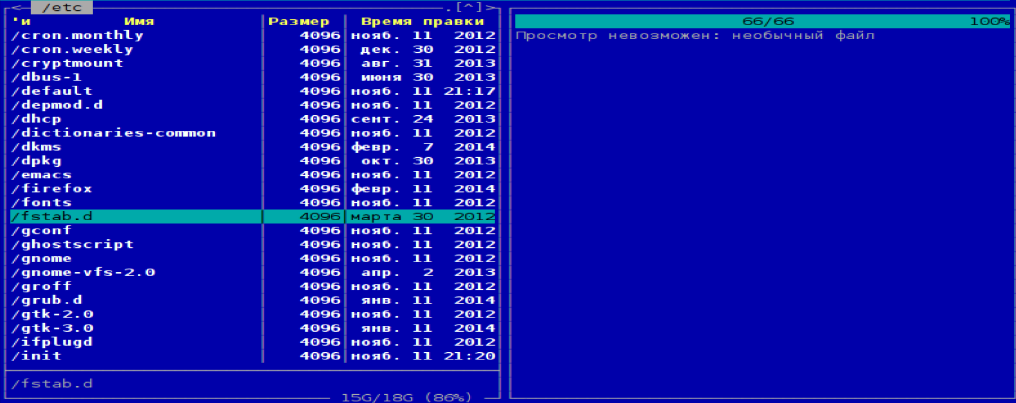 <─ /etc ─.[^]>
'и Имя Размер Время правки
/cron.monthly 4096 нояб. 11 2012
/cron.weekly 4096 дек. 30 2012
/cryptmount 4096 авг. 31 2013
/dbus-1 4096 июня 30 2013
/default 4096 нояб. 11 21:17
/depmod.d 4096 нояб. 11 2012
/dhcp 4096 сент. 24 2013
/dictionaries-common 4096 нояб. 11 2012
/dkms 4096 февр. 7 2014
/dpkg 4096 окт. 30 2013
/emacs 4096 нояб. 11 2012
/firefox 4096 февр. 11 2014
/fonts 4096 нояб. 11 2012
/fstab.d 4096 марта 30 2012
/gconf 4096 нояб. 11 2012
/ghostscript 4096 нояб. 11 2012
/gnome 4096 нояб. 11 2012
/gnome-vfs-2.0 4096 апр. 2 2013
/groff 4096 нояб. 11 2012
/grub.d 4096 янв. 11 2014
/gtk-2.0 4096 нояб. 11 2012
/gtk-3.0 4096 янв. 11 2014
/ifplugd 4096 нояб. 11 2012
/init 4096 нояб. 11 21:20
/fstab.d
15G/18G (86%)
66/66 100%
Просмотр невозможен: необычный файл